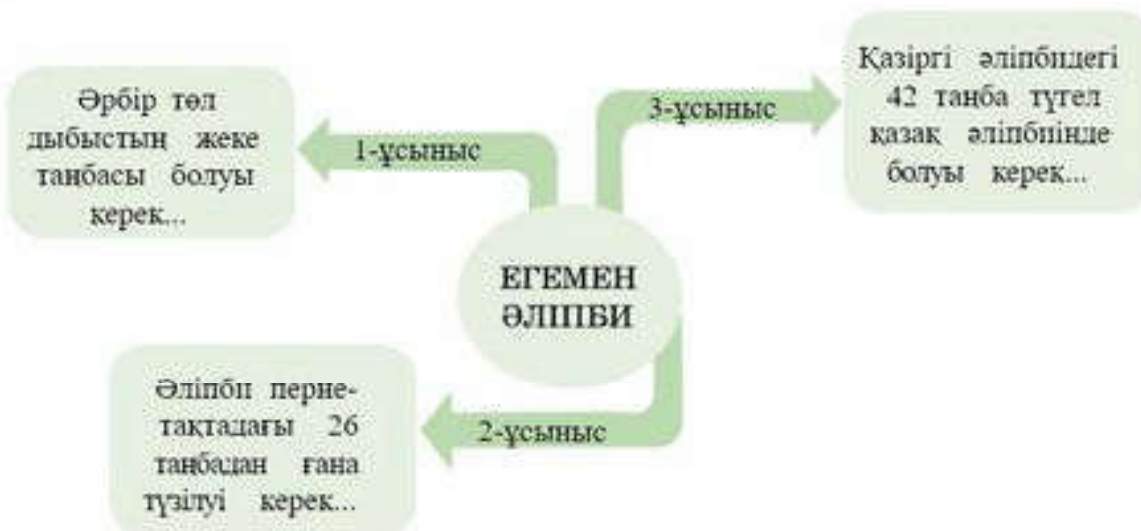 Әрбір төл
дыбыстың жеке
таңбасы болуы
керек...
1-ұсыныс
3-ұсыныс
Қазіргі әліпбидегі
42 таңба түгел
қазақ әліпбиінде
болуы керек...
ЕГЕМЕН
ӘЛІПБИ
Әліпби перне-
тақтадағы 26
таңбадан ғана
түзілуі керек...
2-ұсыныс